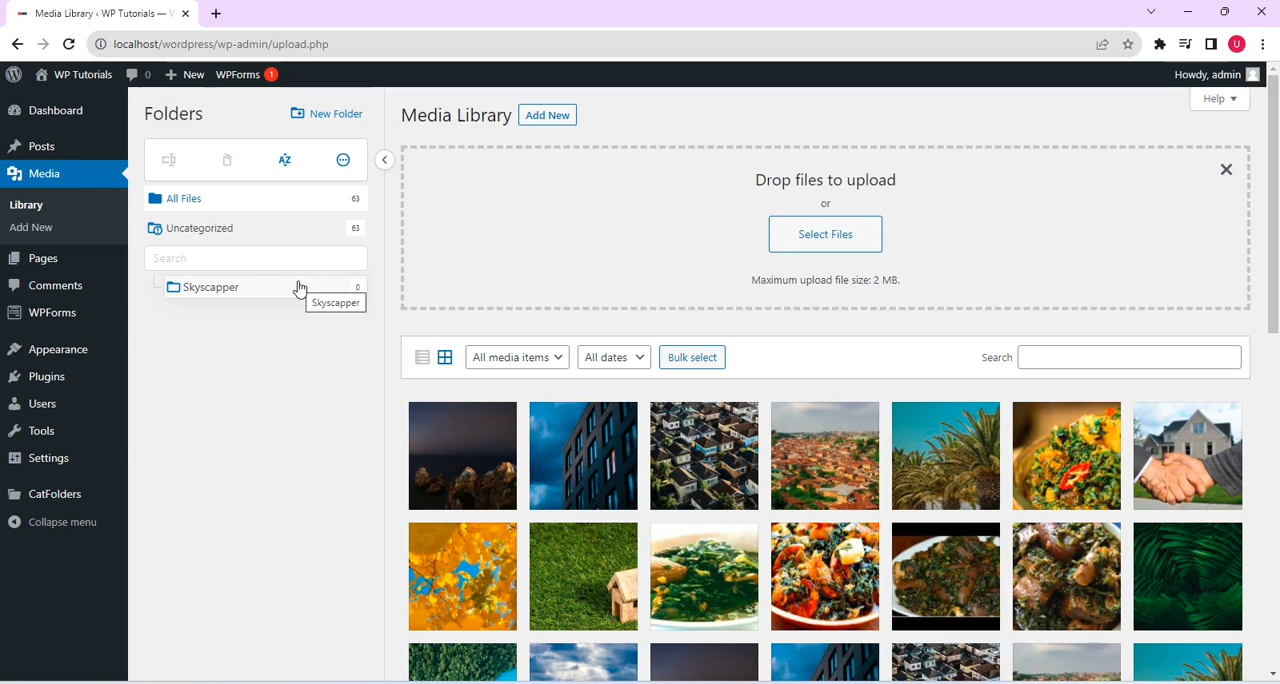 Media Library ‹ WP Tutorials —
localhost/wordpress/wp-admin/upload.php
U
WP Tutorials 0 New WPForms 1 Howdy, admin
Help
Dashboard
Posts
Media
Library
Add New
Pages
Comments
WPForms
Appearance
Plugins
Users
Tools
Settings
CatFolders
Collapse menu
Folders New Folder
AZ
All Files 63
Uncategorized 63
Search
Skyscapper 0
Skyscapper
Media Library Add New
Drop files to upload
or
Select Files
Maximum upload file size: 2 MB.
All media items All dates Bulk select Search